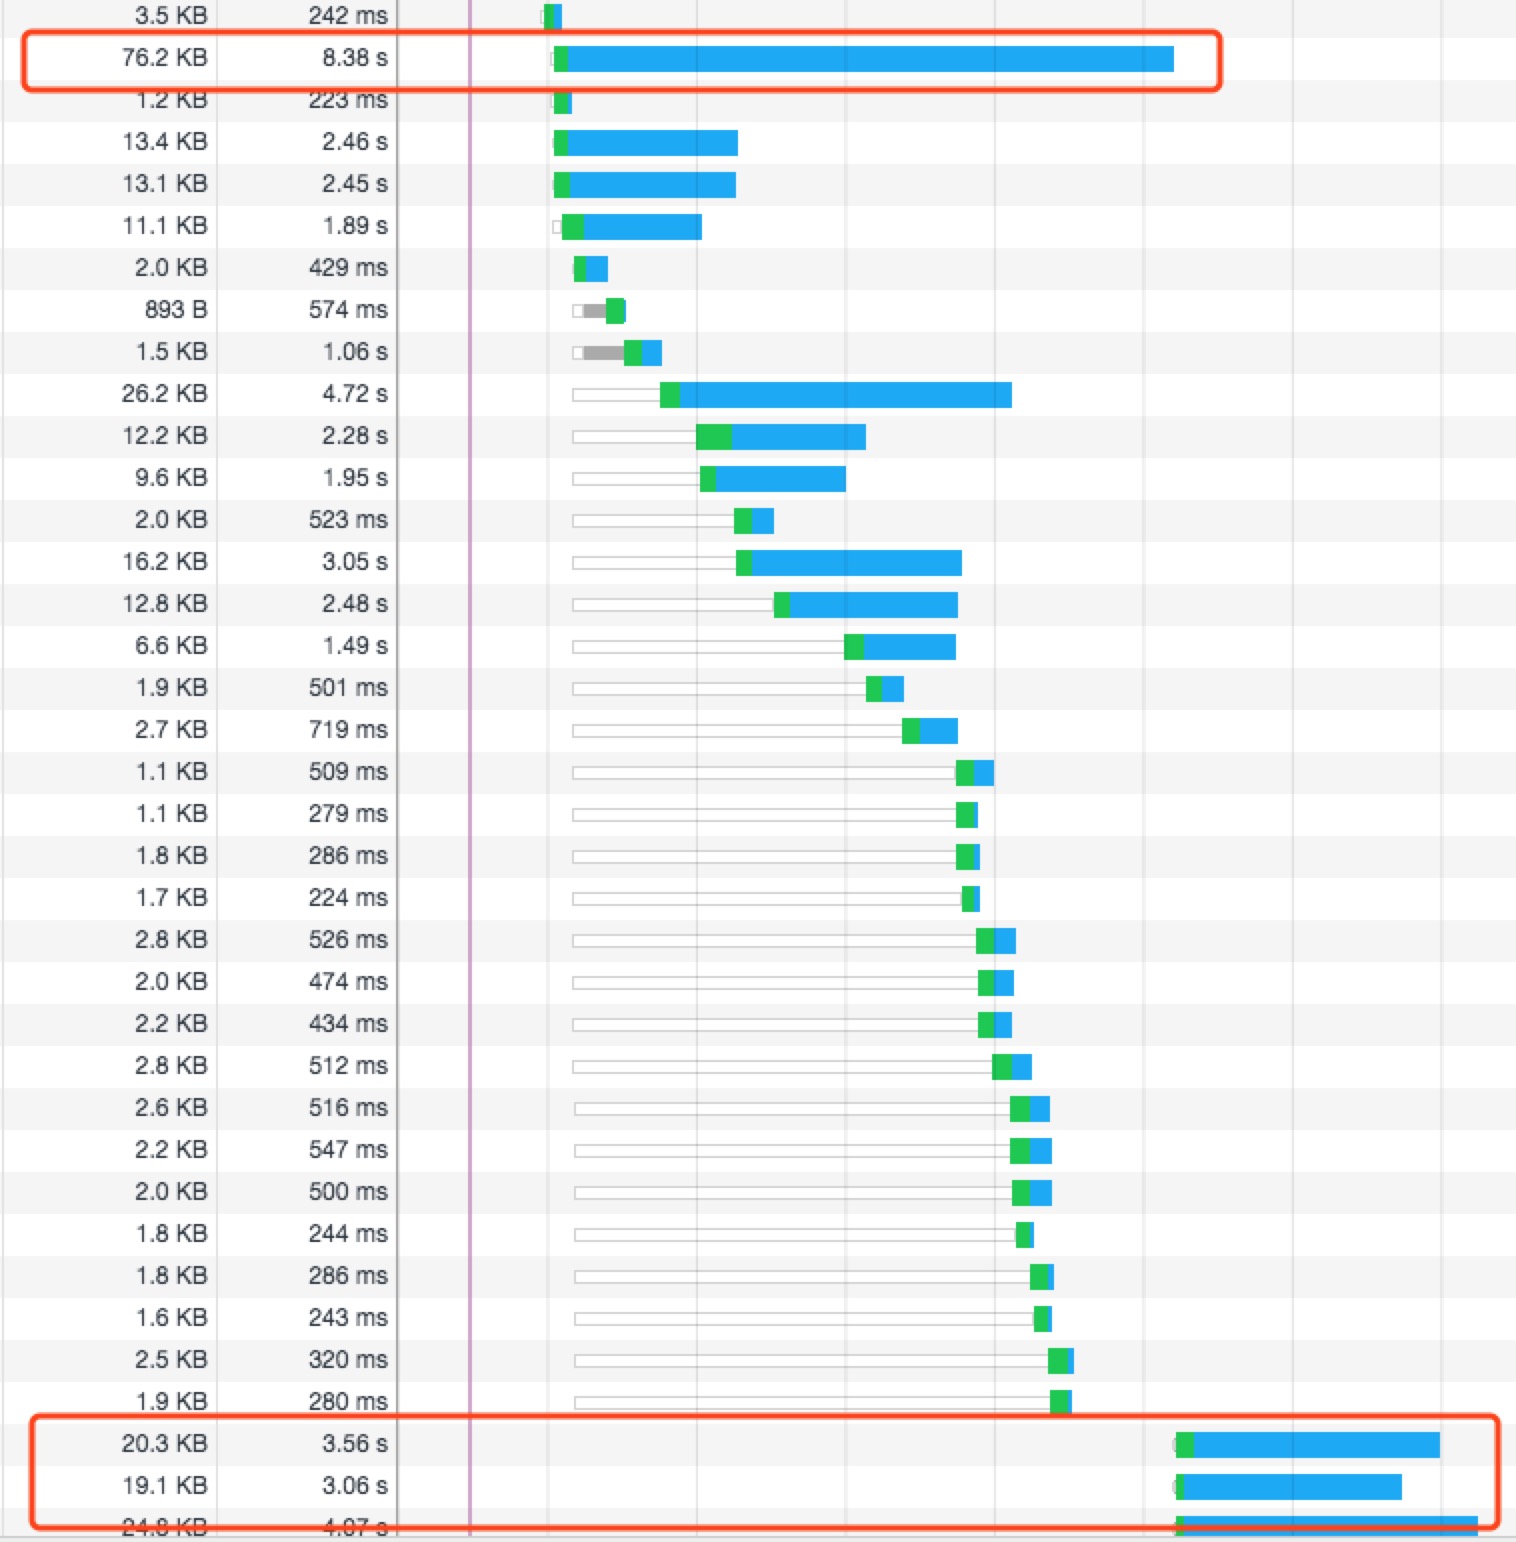 3.5 KB 242 ms
76.2 KB 8.38 s
1.2 KB 223 ms
13.4 KB 2.46 s
13.1 KB 2.45 s
11.1 KB 1.89 s
2.0 KB 429 ms
893 B 574 ms
1.5 KB 1.06 s
26.2 KB 4.72 s
12.2 KB 2.28 s
9.6 KB 1.95 s
2.0 KB 523 ms
16.2 KB 3.05 s
12.8 KB 2.48 s
6.6 KB 1.49 s
1.9 KB 501 ms
2.7 KB 719 ms
1.1 KB 509 ms
1.1 KB 279 ms
1.8 KB 286 ms
1.7 KB 224 ms
2.8 KB 526 ms
2.0 KB 474 ms
2.2 KB 434 ms
2.8 KB 512 ms
2.6 KB 516 ms
2.2 KB 547 ms
2.0 KB 500 ms
1.8 KB 244 ms
1.8 KB 286 ms
1.6 KB 243 ms
2.5 KB 320 ms
1.9 KB 280 ms
20.3 KB 3.56 s
19.1 KB 3.06 s
24.8 KB 4.07 s